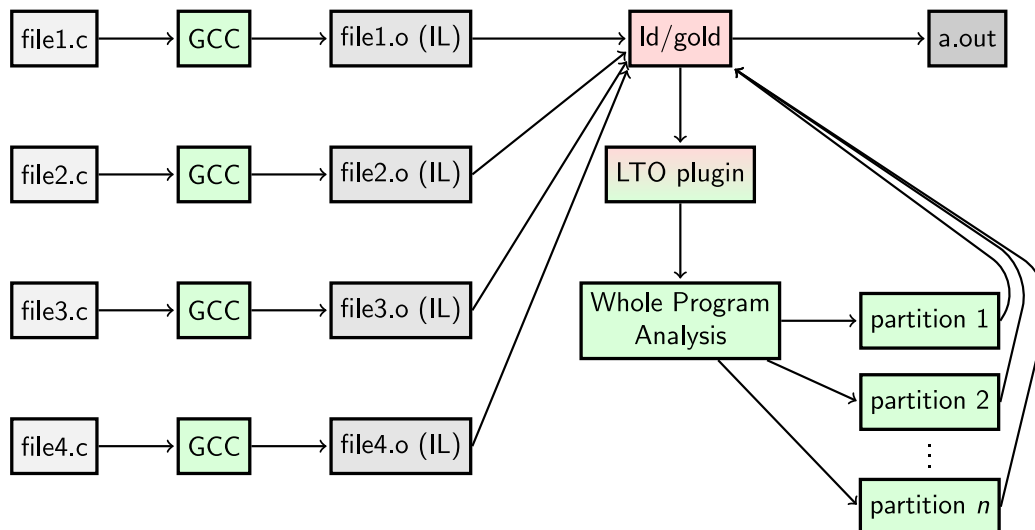 file1.c
GCC
file1.o (IL)
ld/gold
a.out
file2.c
GCC
file2.o (IL)
LTO plugin
file3.c
GCC
file3.o (IL)
Whole Program
Analysis
partition 1
partition 2
file4.c
GCC
file4.o (IL)
⋮
partition n